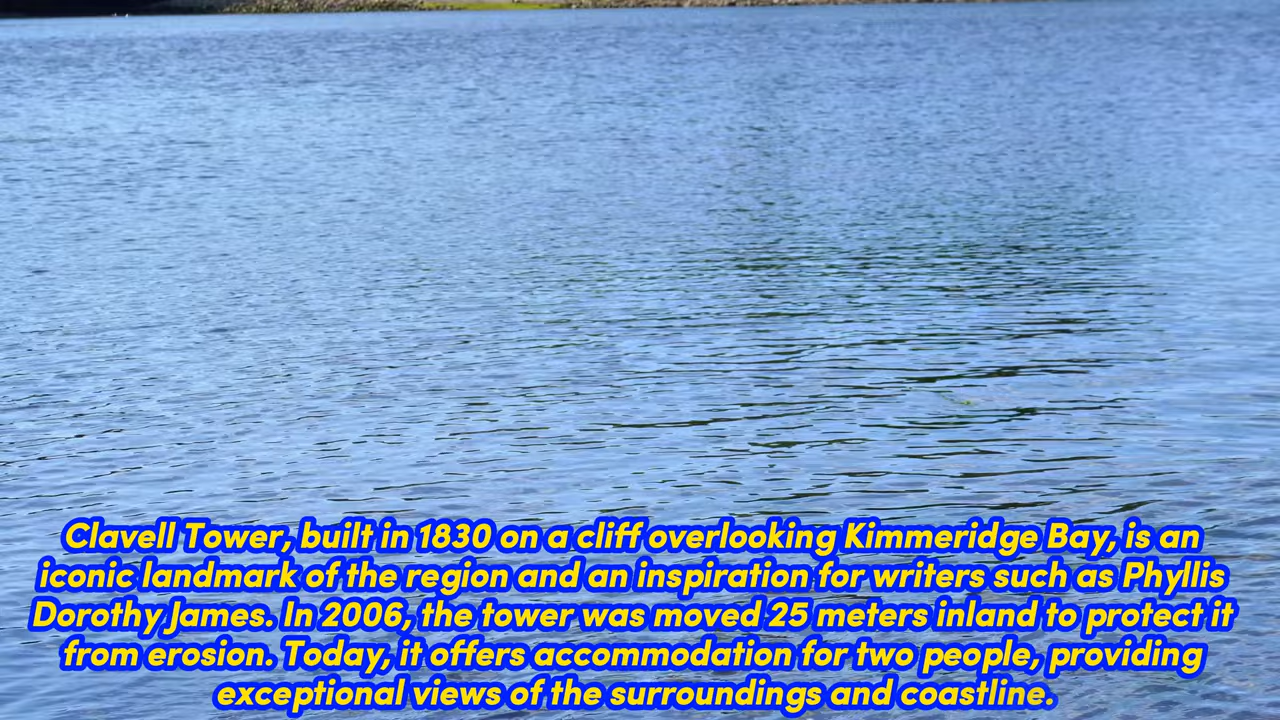 Clavell Tower, built in 1830 on a cliff overlooking Kimmeridge Bay, is an
iconic landmark of the region and an inspiration for writers such as Phyllis
Dorothy James. In 2006, the tower was moved 25 meters inland to protect it
from erosion. Today, it offers accommodation for two people, providing
exceptional views of the surroundings and coastline.